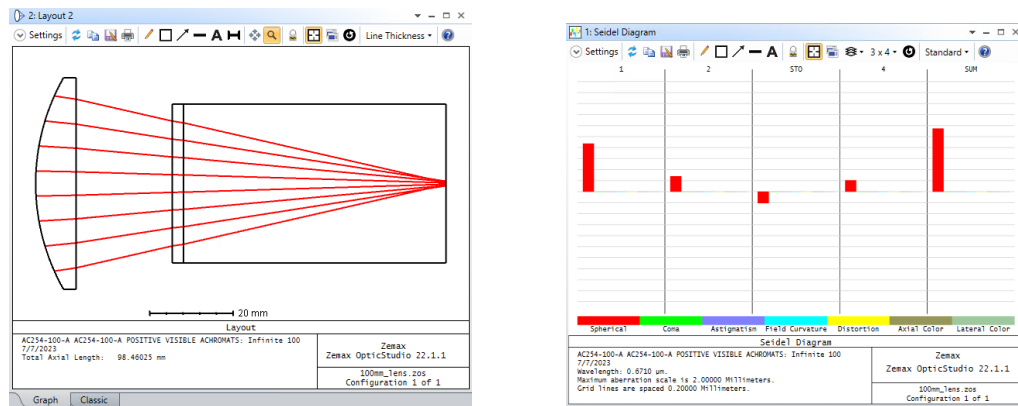 2: Layout 2
Settings
A
Line Thickness
20 mm
Layout
AC254-100-A AC254-100-A POSITIVE VISIBLE ACHROMATS: Infinite 100
7/7/2023
Total Axial Length: 98.46025 mm
Zemax
Zemax OpticStudio 22.1.1
100mm_lens.zos
Configuration 1 of 1
Graph Classic
1: Seidel Diagram
Settings
A
3 x 4
Standard
1 2 STO 4 SUM
Spherical Coma Astigmatism Field Curvature Distortion Axial Color Lateral Color
Seidel Diagram
AC254-100-A AC254-100-A POSITIVE VISIBLE ACHROMATS: Infinite 100
7/7/2023
Wavelength: 0.6710 µm.
Maximum aberration scale is 2.00000 Millimeters.
Grid lines are spaced 0.20000 Millimeters.
Zemax
Zemax OpticStudio 22.1.1
100mm_lens.zos
Configuration 1 of 1